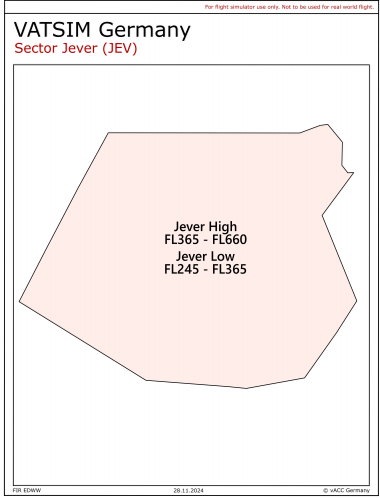 For flight simulator use only. Not to be used for real world flight.
VATSIM Germany
Sector Jever (JEV)
Jever High
FL365 - FL660
Jever Low
FL245 - FL365
FIR EDWW
28.11.2024
© vACC Germany